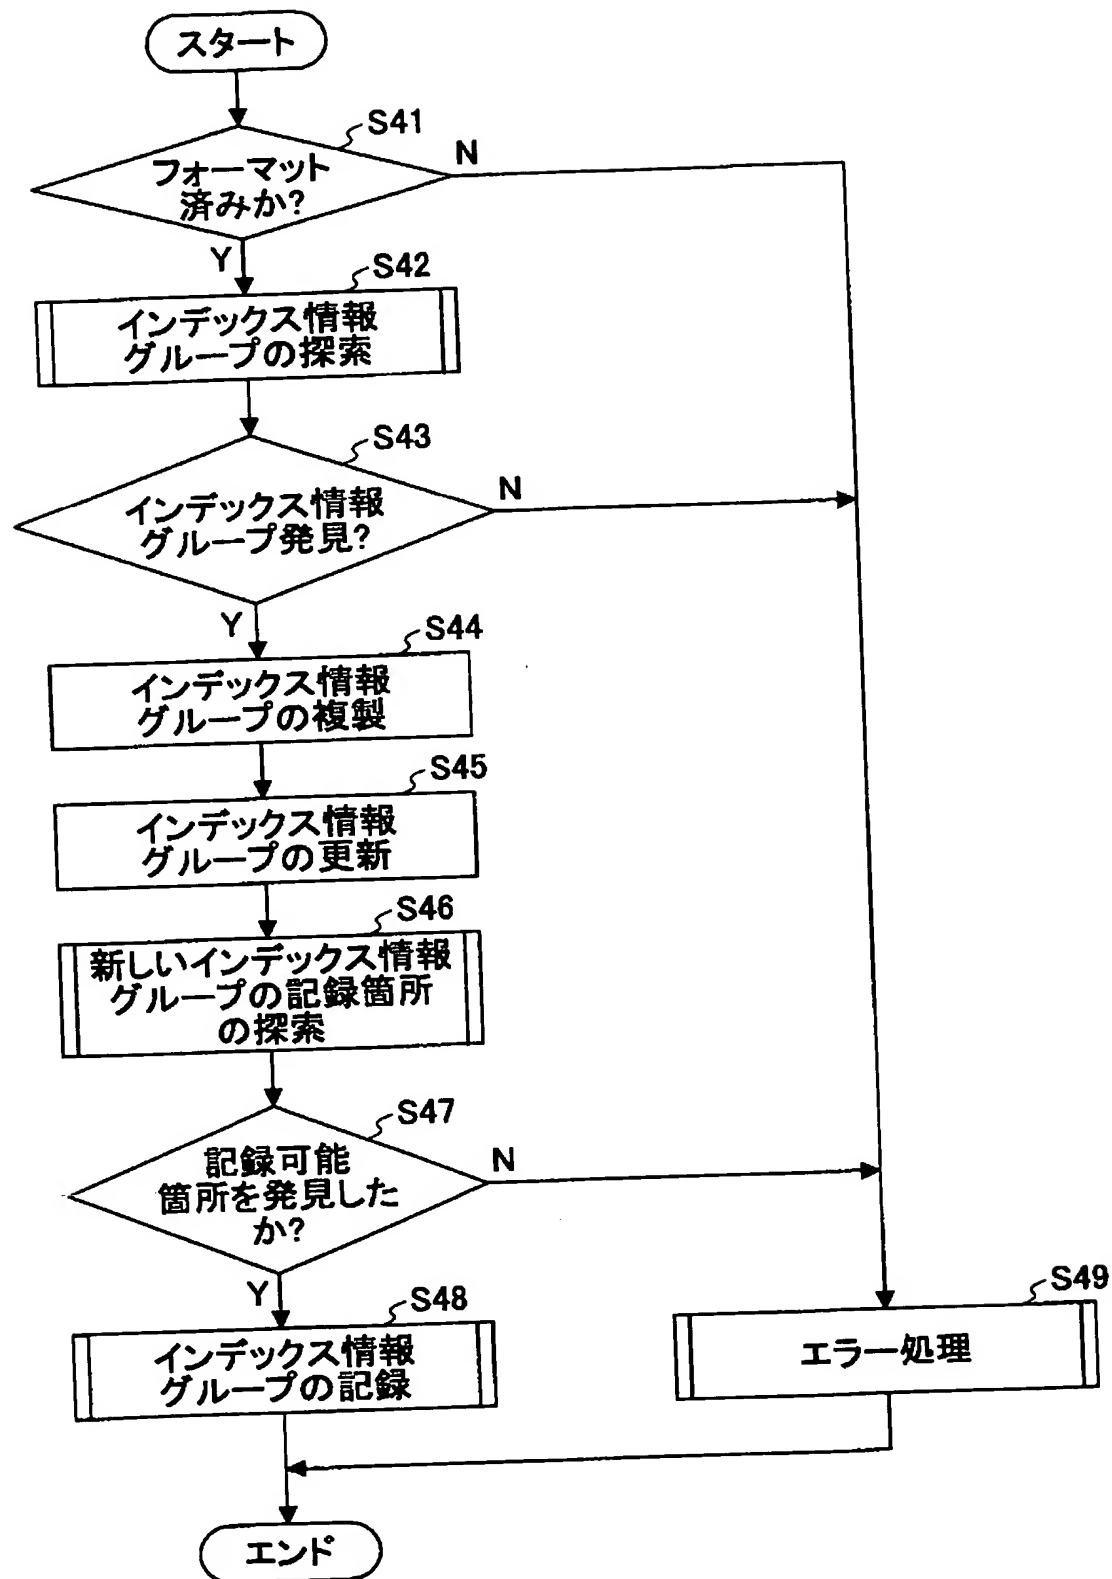 スタート
S41
フォーマット
済みか?
N
Y
S42
インデックス情報
グループの探索
S43
インデックス情報
グループ発見?
N
Y
S44
インデックス情報
グループの複製
S45
インデックス情報
グループの更新
S46
新しいインデックス情報
グループの記録箇所
の探索
S47
記録可能
箇所を発見した
か?
N
Y
S48
インデックス情報
グループの記録
S49
エラー処理
エンド